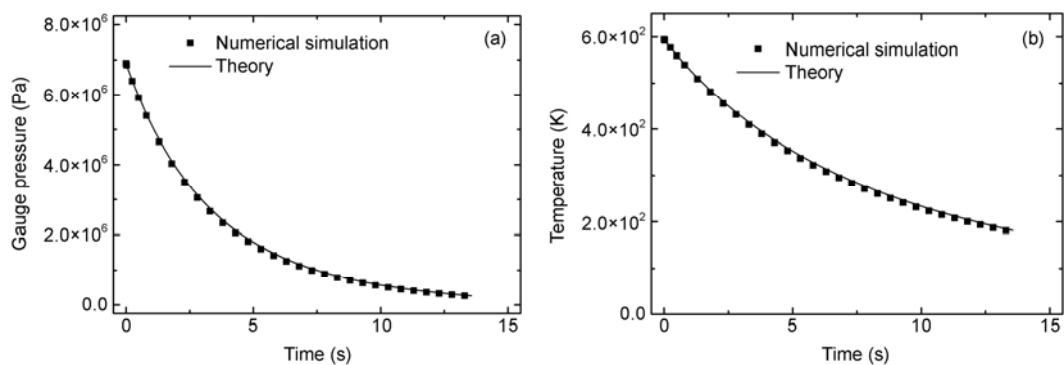 8.0×10⁶
6.0×10⁶
4.0×10⁶
2.0×10⁶
0.0
Gauge pressure (Pa)
Numerical simulation
Theory
(a)
0 5 10 15
Time (s)
6.0×10²
4.0×10²
2.0×10²
0.0
Temperature (K)
Numerical simulation
Theory
(b)
0 5 10 15
Time (s)